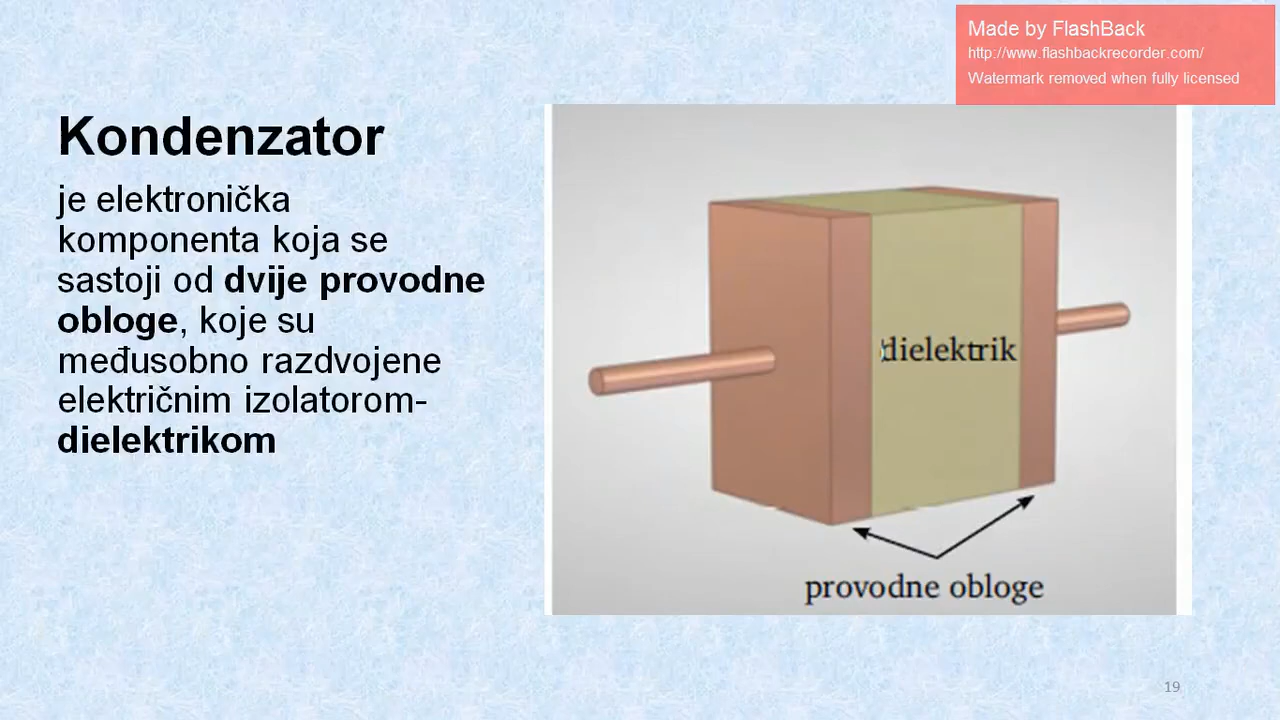 Made by FlashBack
http://www.flashbackrecorder.com/
Watermark removed when fully licensed
Kondenzator
je elektronička
komponenta koja se
sastoji od dvije provodne
obloge, koje su
međusobno razdvojene
električnim izolatorom-
dielektrikom
dielektrik
provodne obloge
19